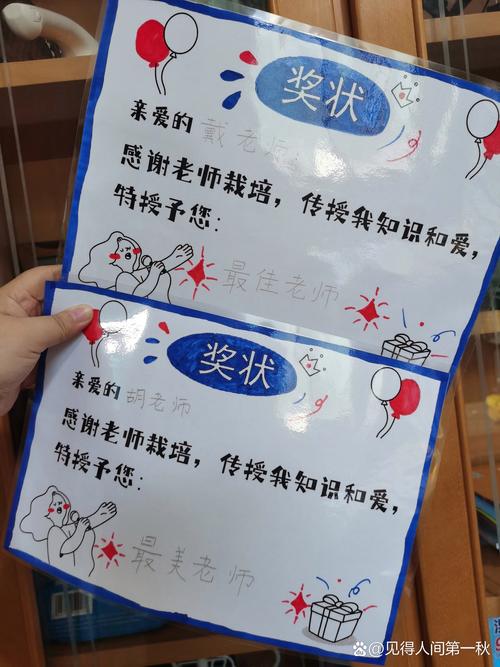 奖状
亲爱的 戴老师:
感谢老师栽培，传授我知识和爱，
特授予您:
最佳老师
奖状
亲爱的 胡老师
感谢老师栽培，传授我知识和爱，
特授予您:
最美老师
@见得人间第一秋